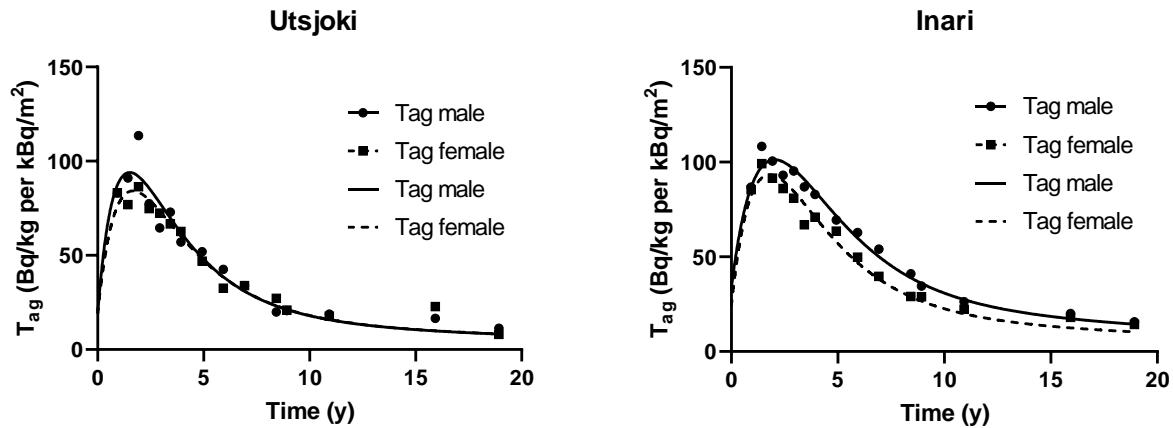 Utsjoki
T_ag (Bq/kg per kBq/m²)
150
100
50
0
0 5 10 15 20
Time (y)
Tag male
Tag female
Tag male
Tag female
Inari
T_ag (Bq/kg per kBq/m²)
150
100
50
0
0 5 10 15 20
Time (y)
Tag male
Tag female
Tag male
Tag female